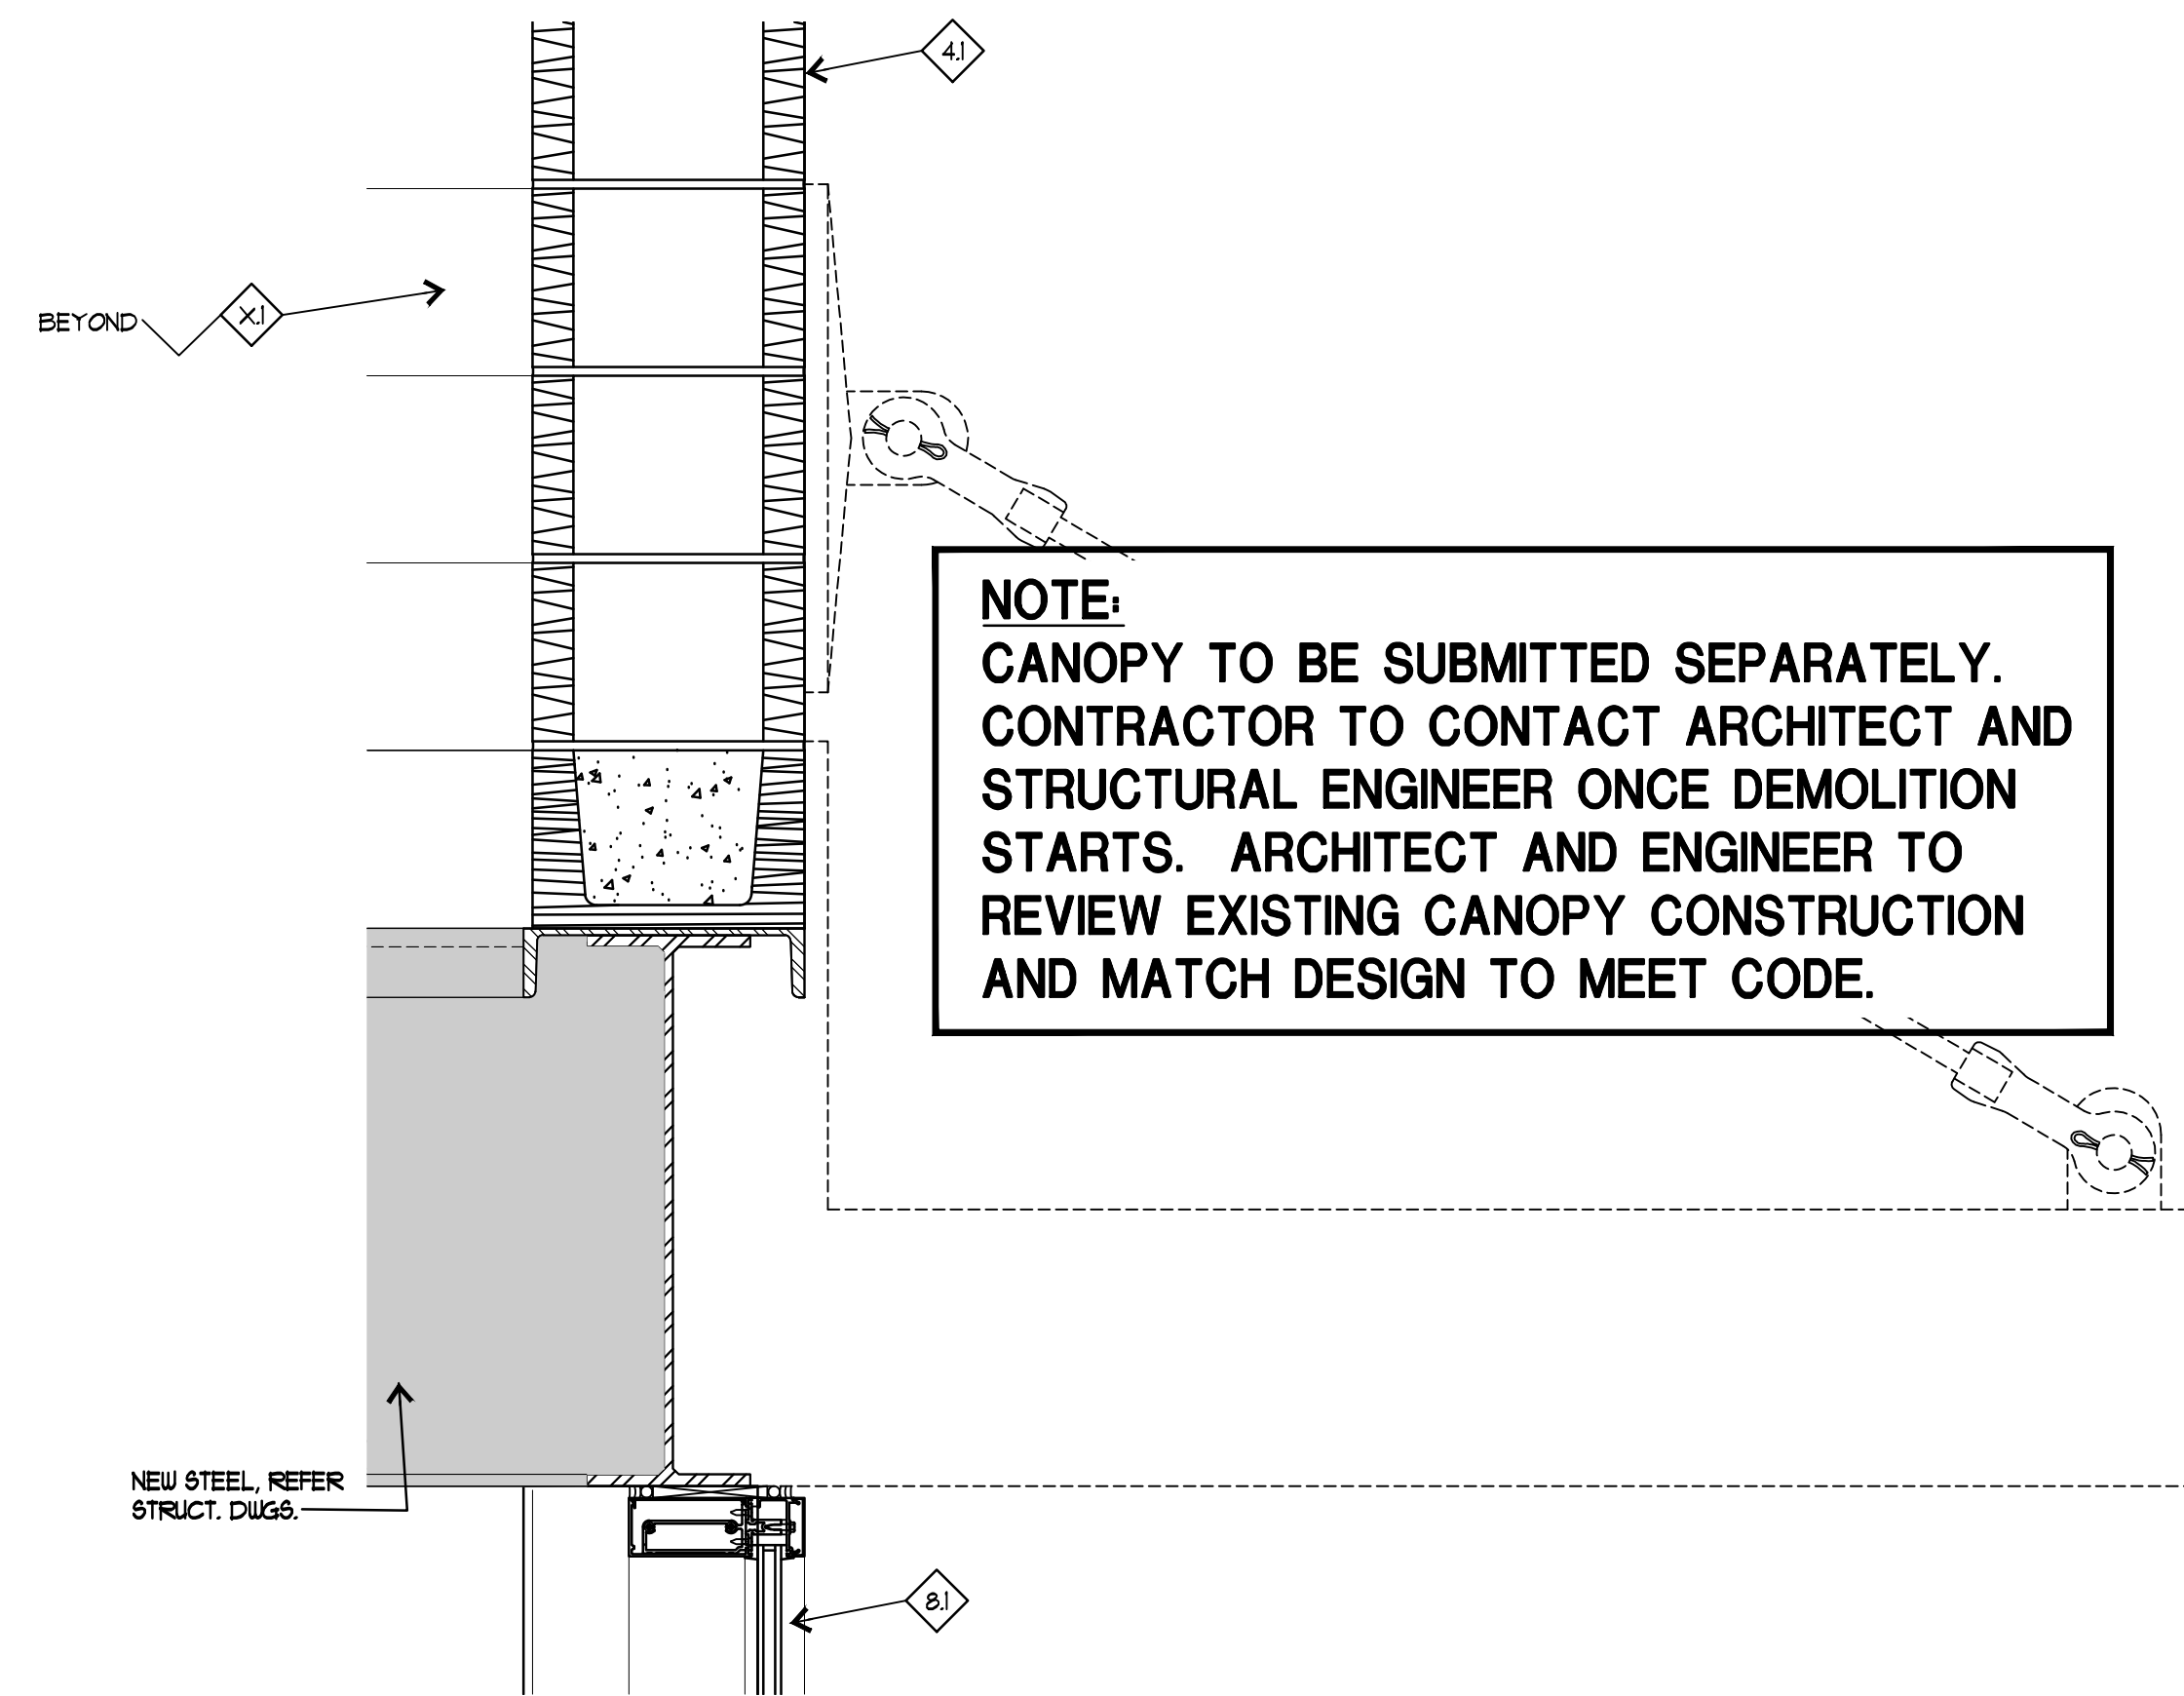 4.1
BEYOND
X.1
NOTE:
CANOPY TO BE SUBMITTED SEPARATELY.
CONTRACTOR TO CONTACT ARCHITECT AND
STRUCTURAL ENGINEER ONCE DEMOLITION
STARTS. ARCHITECT AND ENGINEER TO
REVIEW EXISTING CANOPY CONSTRUCTION
AND MATCH DESIGN TO MEET CODE.
NEW STEEL, REFER
STRUCT. DWGS.
8.1